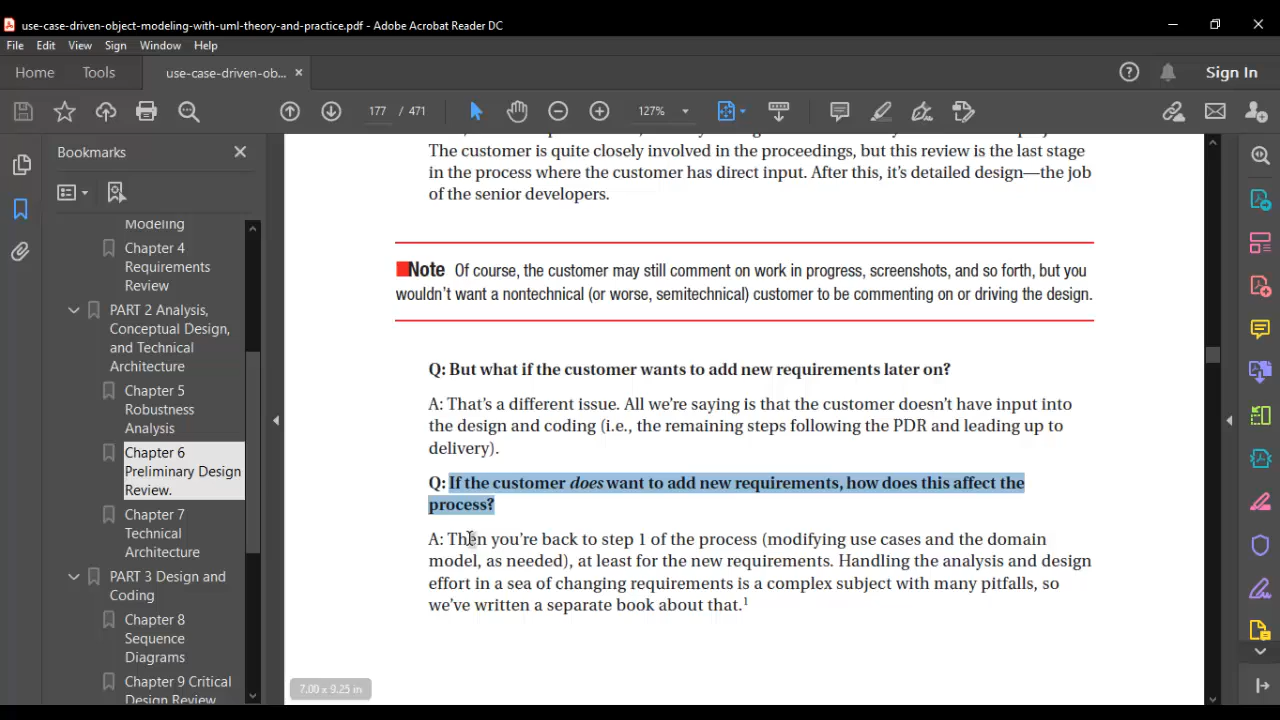 use-case-driven-object-modeling-with-uml-theory-and-practice.pdf - Adobe Acrobat Reader DC
File Edit View Sign Window Help
Home Tools use-case-driven-ob... × Sign In
177 / 471 127%
Bookmarks
Modeling
Chapter 4
Requirements
Review
PART 2 Analysis,
Conceptual Design,
and Technical
Architecture
Chapter 5
Robustness
Analysis
Chapter 6
Preliminary Design
Review.
Chapter 7
Technical
Architecture
PART 3 Design and
Coding
Chapter 8
Sequence
Diagrams
Chapter 9 Critical
Design Review
The customer is quite closely involved in the proceedings, but this review is the last stage
in the process where the customer has direct input. After this, it's detailed design—the job
of the senior developers.
Note Of course, the customer may still comment on work in progress, screenshots, and so forth, but you
wouldn't want a nontechnical (or worse, semitechnical) customer to be commenting on or driving the design.
Q: But what if the customer wants to add new requirements later on?
A: That's a different issue. All we're saying is that the customer doesn't have input into
the design and coding (i.e., the remaining steps following the PDR and leading up to
delivery).
Q: If the customer does want to add new requirements, how does this affect the
process?
A: Then you're back to step 1 of the process (modifying use cases and the domain
model, as needed), at least for the new requirements. Handling the analysis and design
effort in a sea of changing requirements is a complex subject with many pitfalls, so
we've written a separate book about that.1
7.00 x 9.25 in